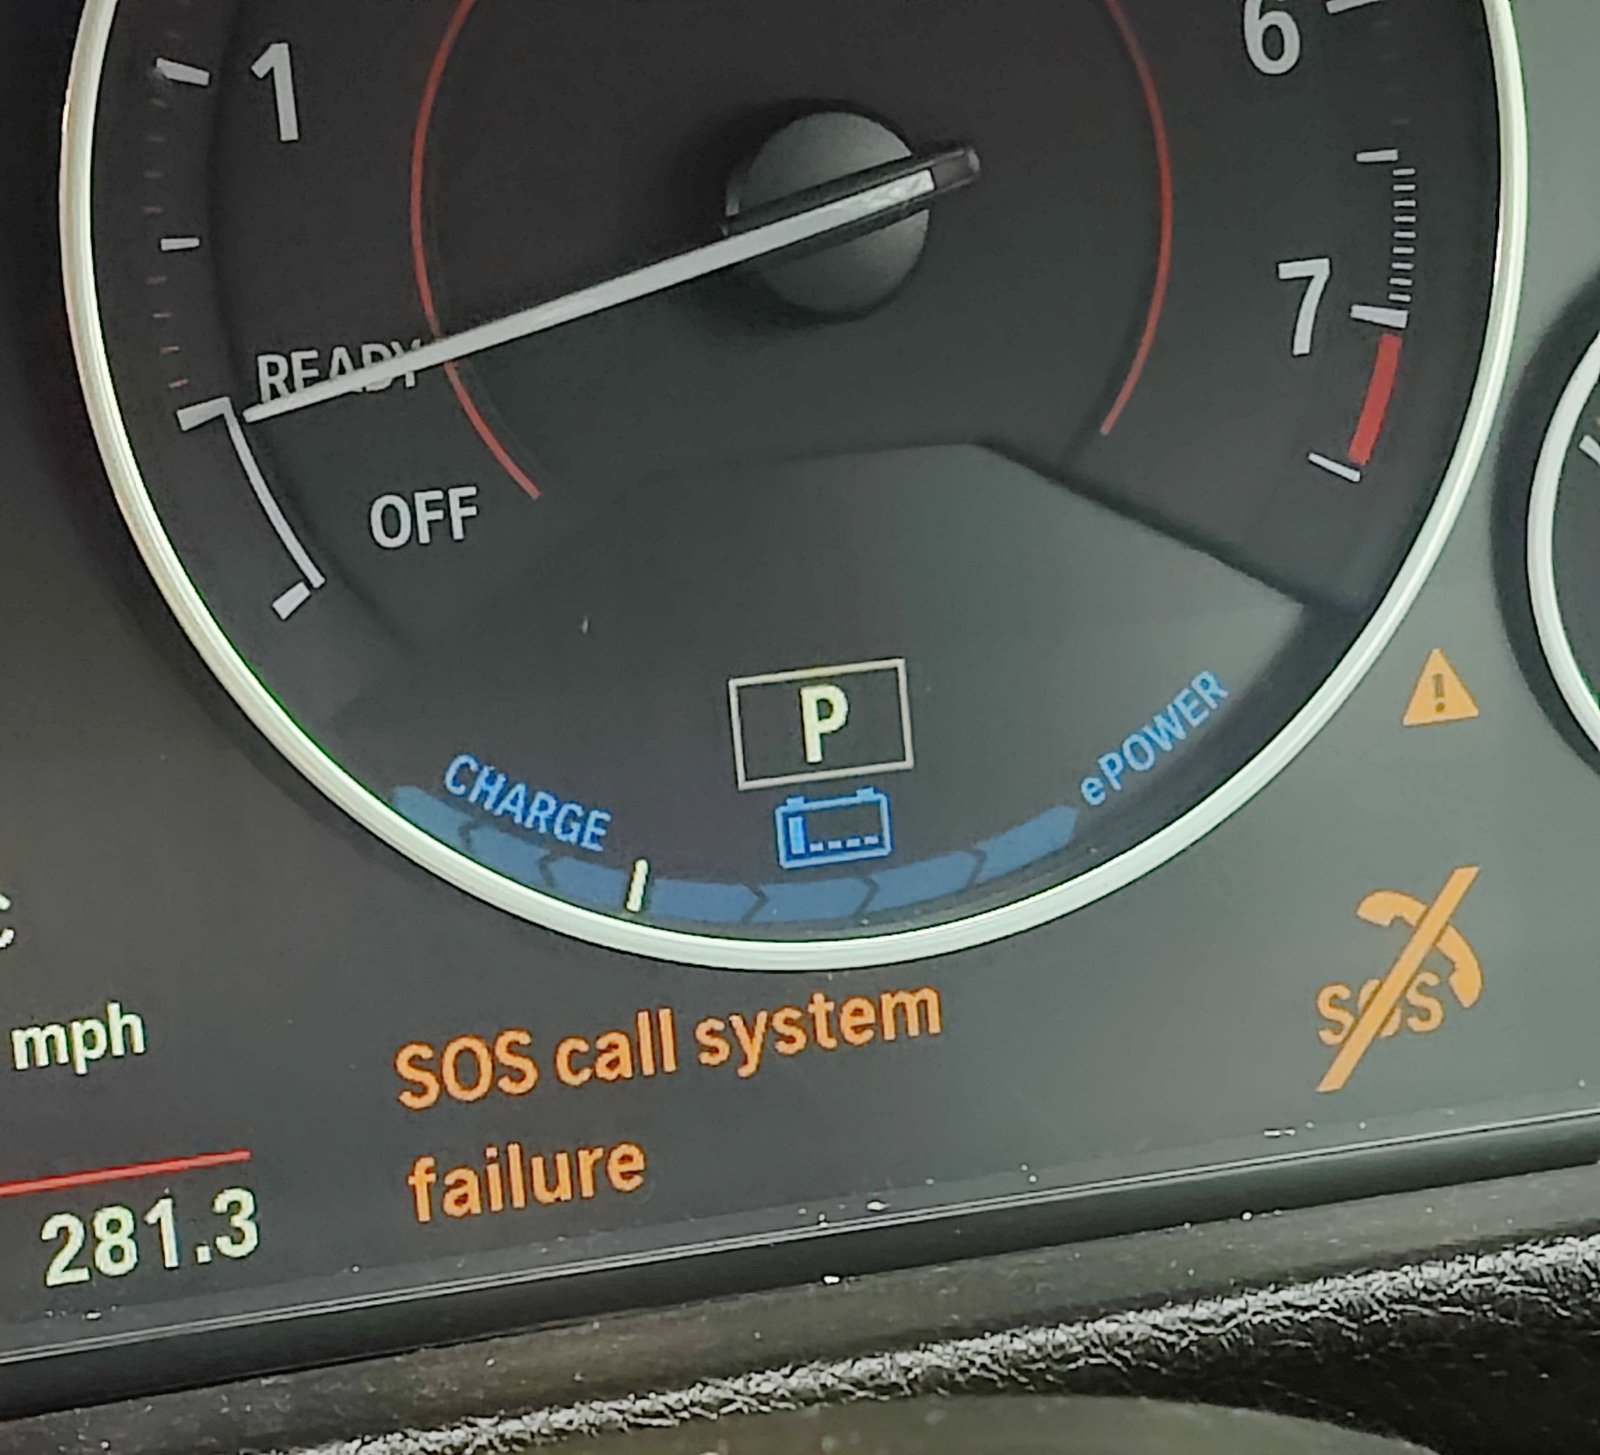 1
6
7
READY
OFF
P
CHARGE
ePOWER
mph
SOS call system
failure
SOS
281.3